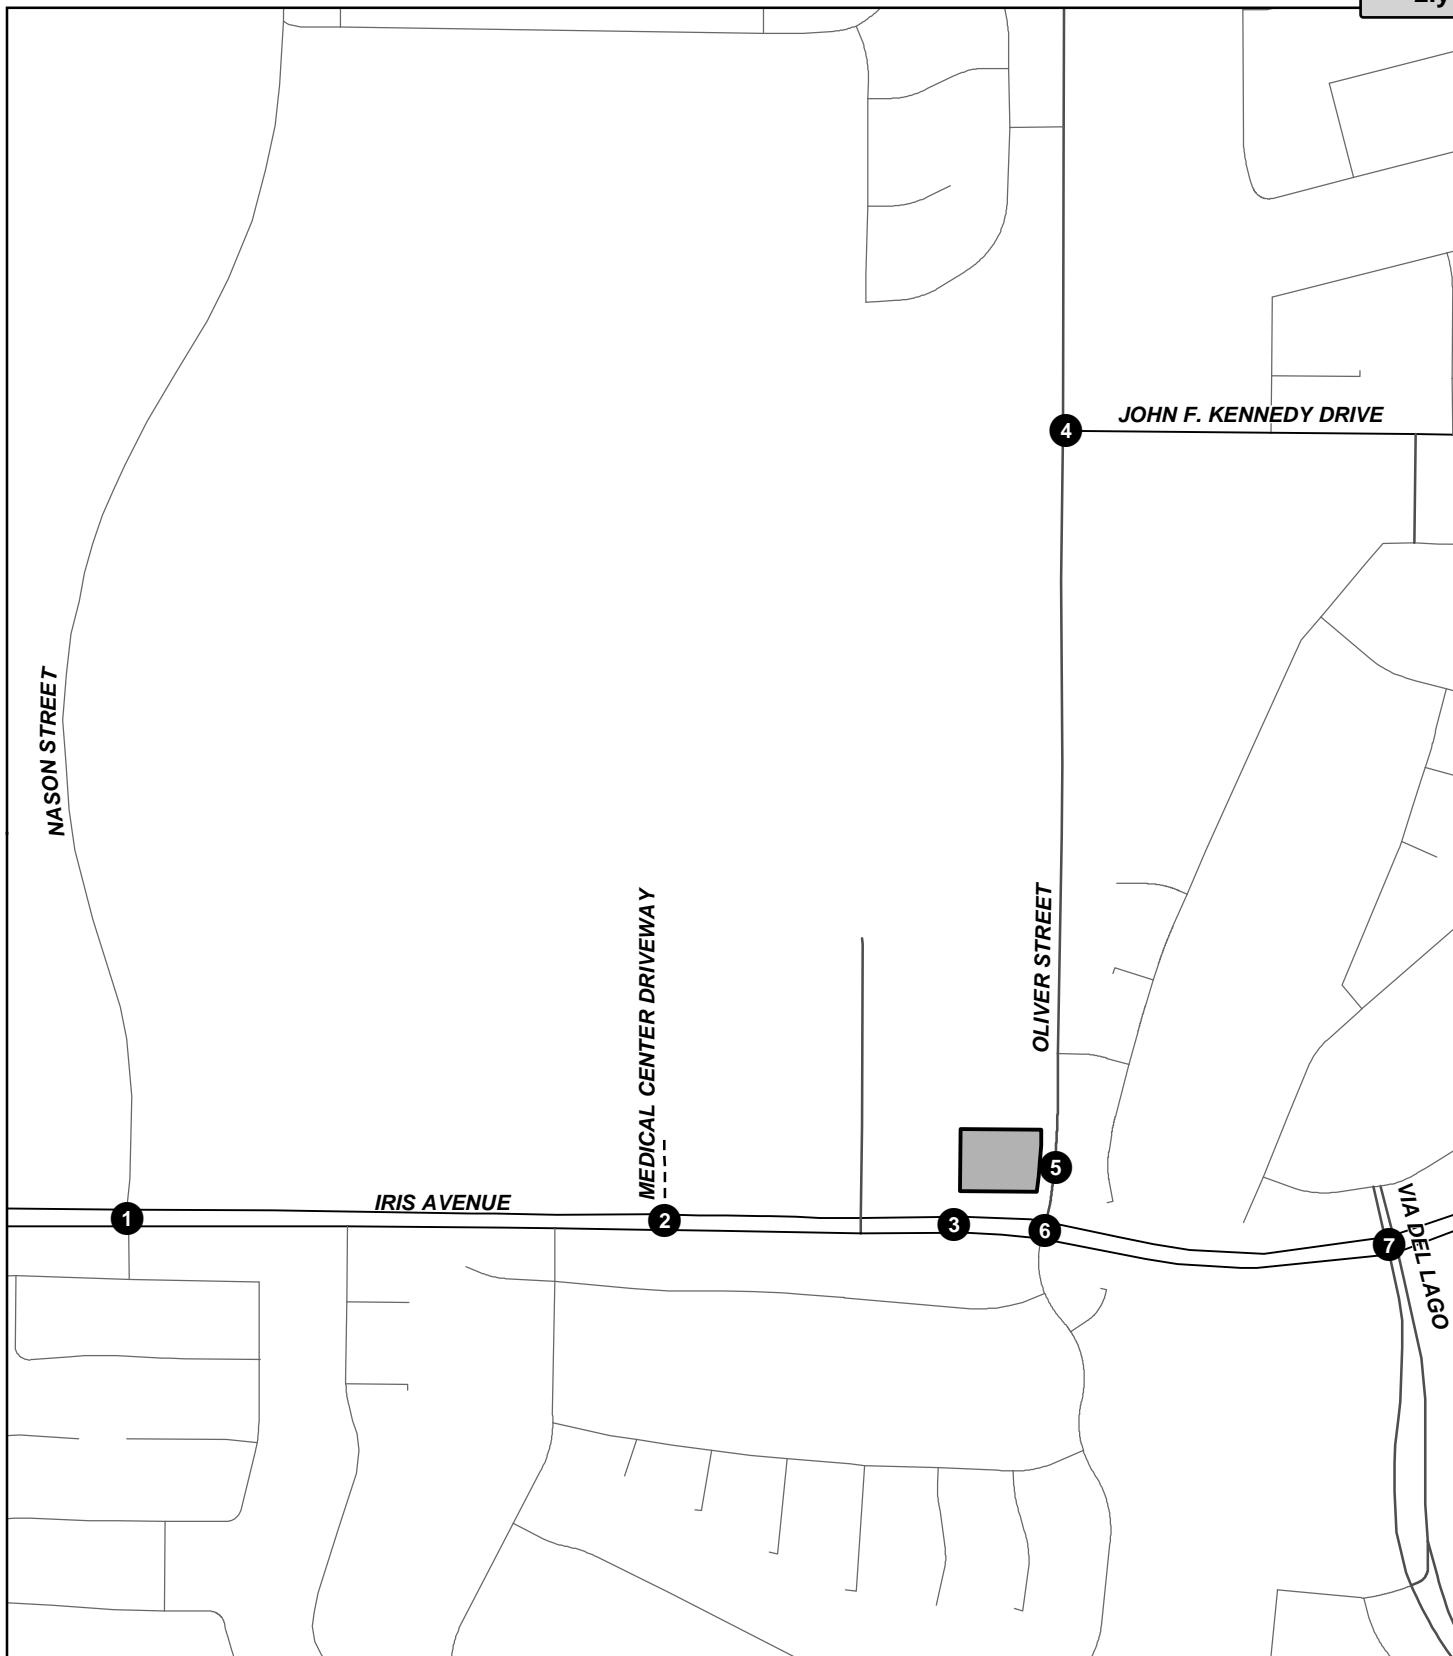 JOHN F. KENNEDY DRIVE
4
NASON STREET
MEDICAL CENTER DRIVEWAY
OLIVER STREET
5
IRIS AVENUE
1
2
3
6
7
VIA DEL LAGO